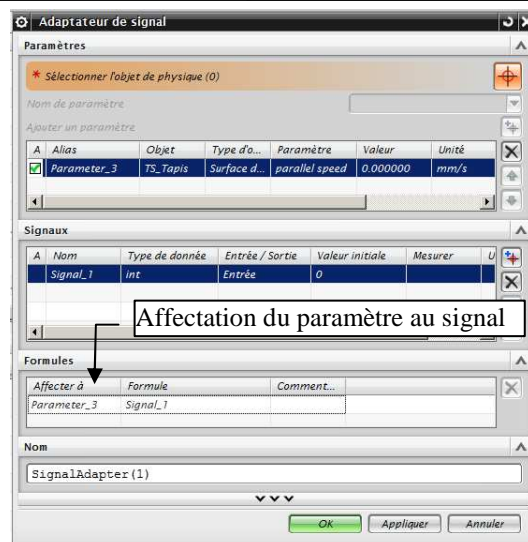 Adaptateur de signal
Paramètres
* Sélectionner l'objet de physique (0)
Nom de paramètre
Ajouter un paramètre
A Alias Objet Type d'o... Paramètre Valeur Unité
Parameter_3 TS_Tapis Surface d... parallel speed 0.000000 mm/s
Signaux
A Nom Type de donnée Entrée / Sortie Valeur initiale Mesurer U
Signal_1 int Entrée 0
Affectation du paramètre au signal
Formules
Affecter à Formule Comment...
Parameter_3 Signal_1
Nom
SignalAdapter(1)
OK Appliquer Annuler